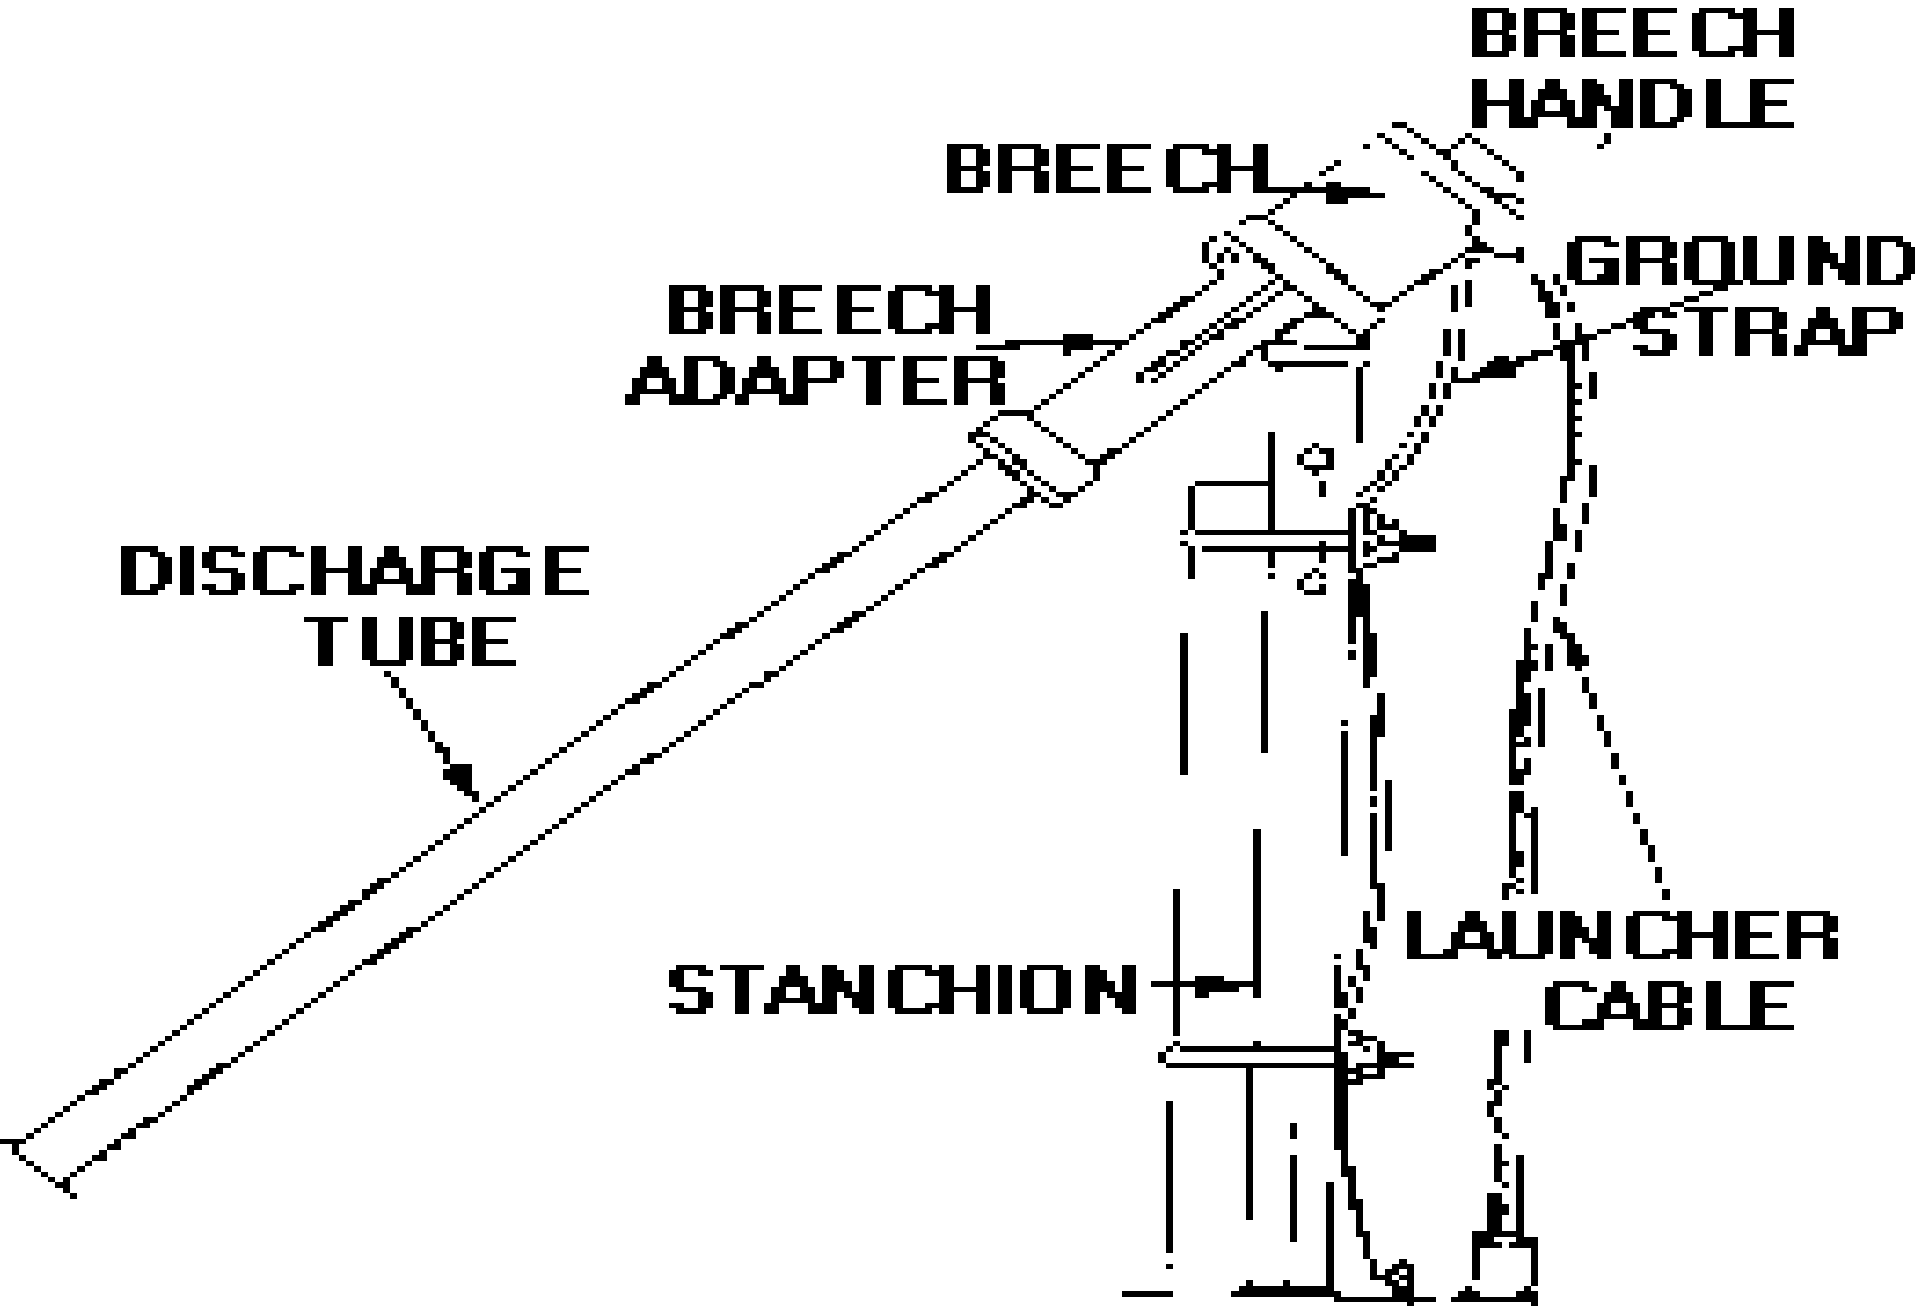 BREECH
HANDLE
BREECH
GROUND
STRAP
BREECH
ADAPTER
DISCHARGE
TUBE
LAUNCHER
CABLE
STANCHION